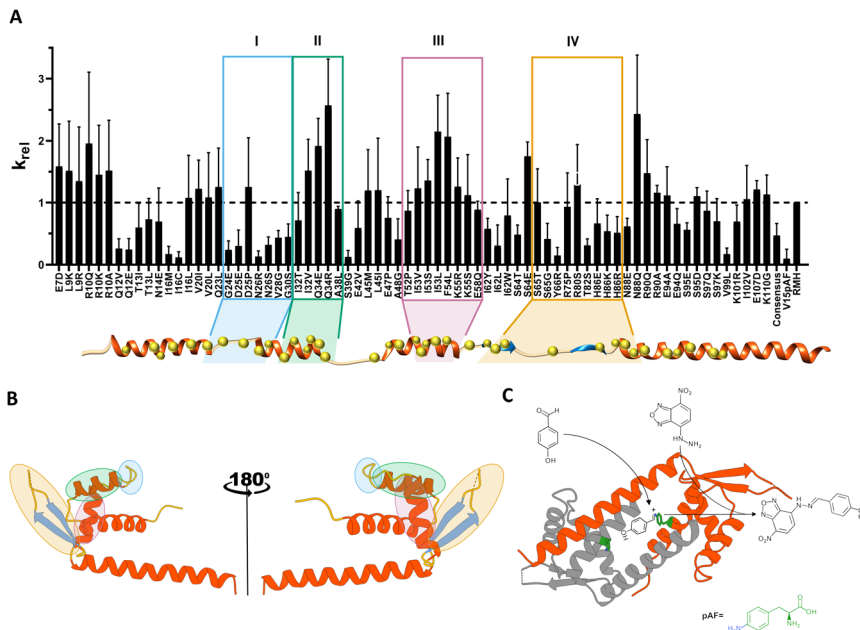 A
I
II
III
IV
k_rel
3
2
1
0
E7D
L9K
L9R
R10Q
R10K
R10A
Q12V
Q12E
T13I
T13L
N14E
I16M
I16C
I16L
V20I
V20L
Q23L
G24E
D25E
D25P
N26R
N26S
V28G
G30S
I32T
I32V
Q34E
Q34R
A38L
S39G
E42V
L45M
L45I
E47P
A48G
T52P
I53V
I53S
I53L
F54L
K55R
K55S
E58Q
I62Y
I62L
I62W
S64T
S64E
S65T
S65G
Y66R
R75P
R80S
T82S
H86E
H86K
H86R
N88E
N88Q
R90Q
R90A
E94A
E94Q
S95E
S95D
S97Q
S97K
V99L
K101R
I102V
E107D
K110G
Consensus
V15pAF
RMH
B
180º
C
O
H
OH
NO₂
N
O
N
HN
NH₂
N
OH
N
O
N
H
N
N
NO₂
pAF=
H₂N
O
OH
NH₂